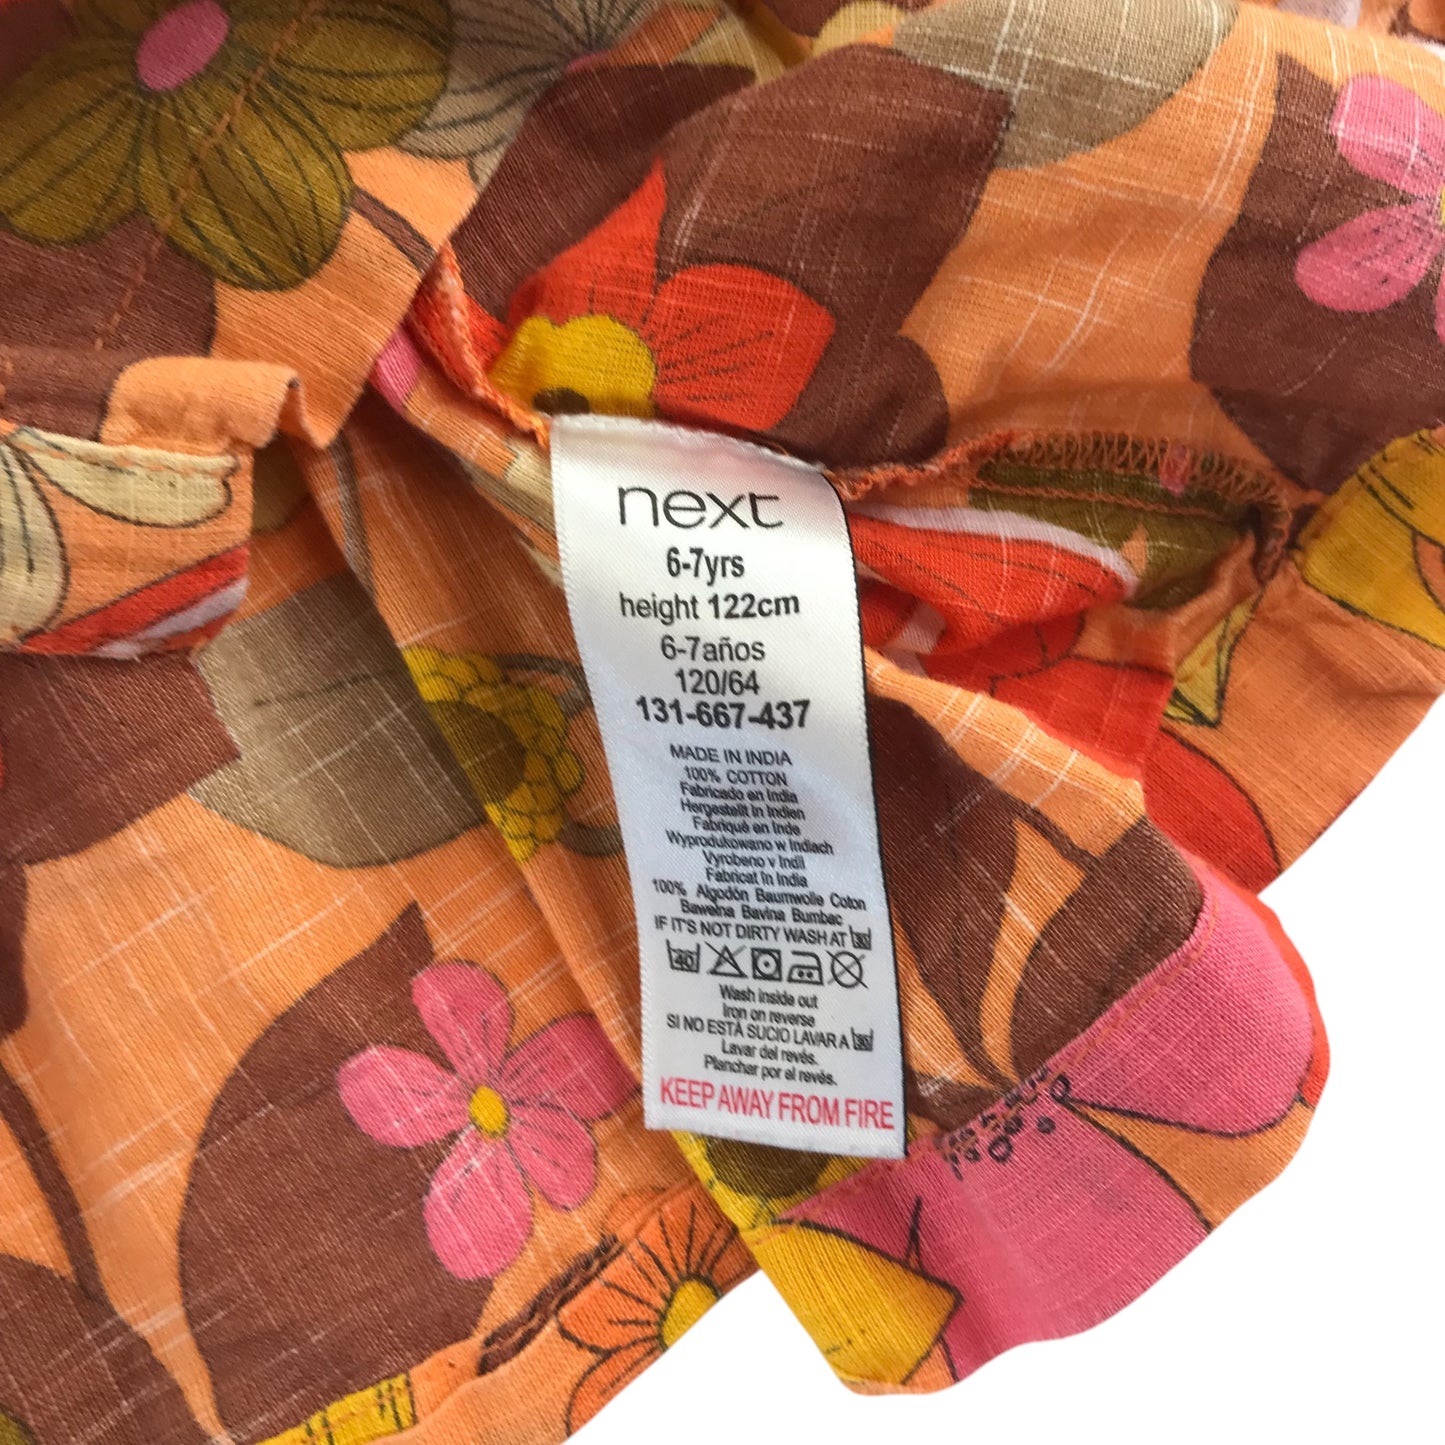 next
6-7yrs
height 122cm
6-7años
120/64
131-667-437
MADE IN INDIA
100% COTTON
Fabricado en India
Hergestellt in Indien
Fabriqué en Inde
Wyprodukowano w Indiach
Vyrobeno v Indii
Fabricat în India
100% Algodón Baumwolle Coton
Bawełna Bavlna Bumbac
IF IT'S NOT DIRTY WASH AT 30
40
Wash inside out
Iron on reverse
SI NO ESTÁ SUCIO LAVAR A 30
Lavar del revés.
Planchar por el revés.
KEEP AWAY FROM FIRE